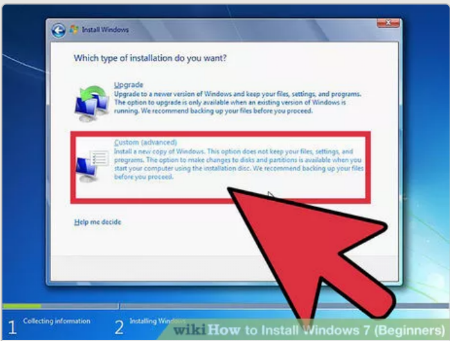 Install Windows
Which type of installation do you want?
Upgrade
Upgrade to a newer version of Windows and keep your files, settings, and programs.
The option to upgrade is only available when an existing version of Windows is
running. We recommend backing up your files before you proceed.
Custom (advanced)
Install a new copy of Windows. This option does not keep your files, settings, and
programs. The option to make changes to disks and partitions is available when you
start your computer using the installation disc. We recommend backing up your files
before you proceed.
Help me decide
1 Collecting information
2 Installing
wikiHow to Install Windows 7 (Beginners)